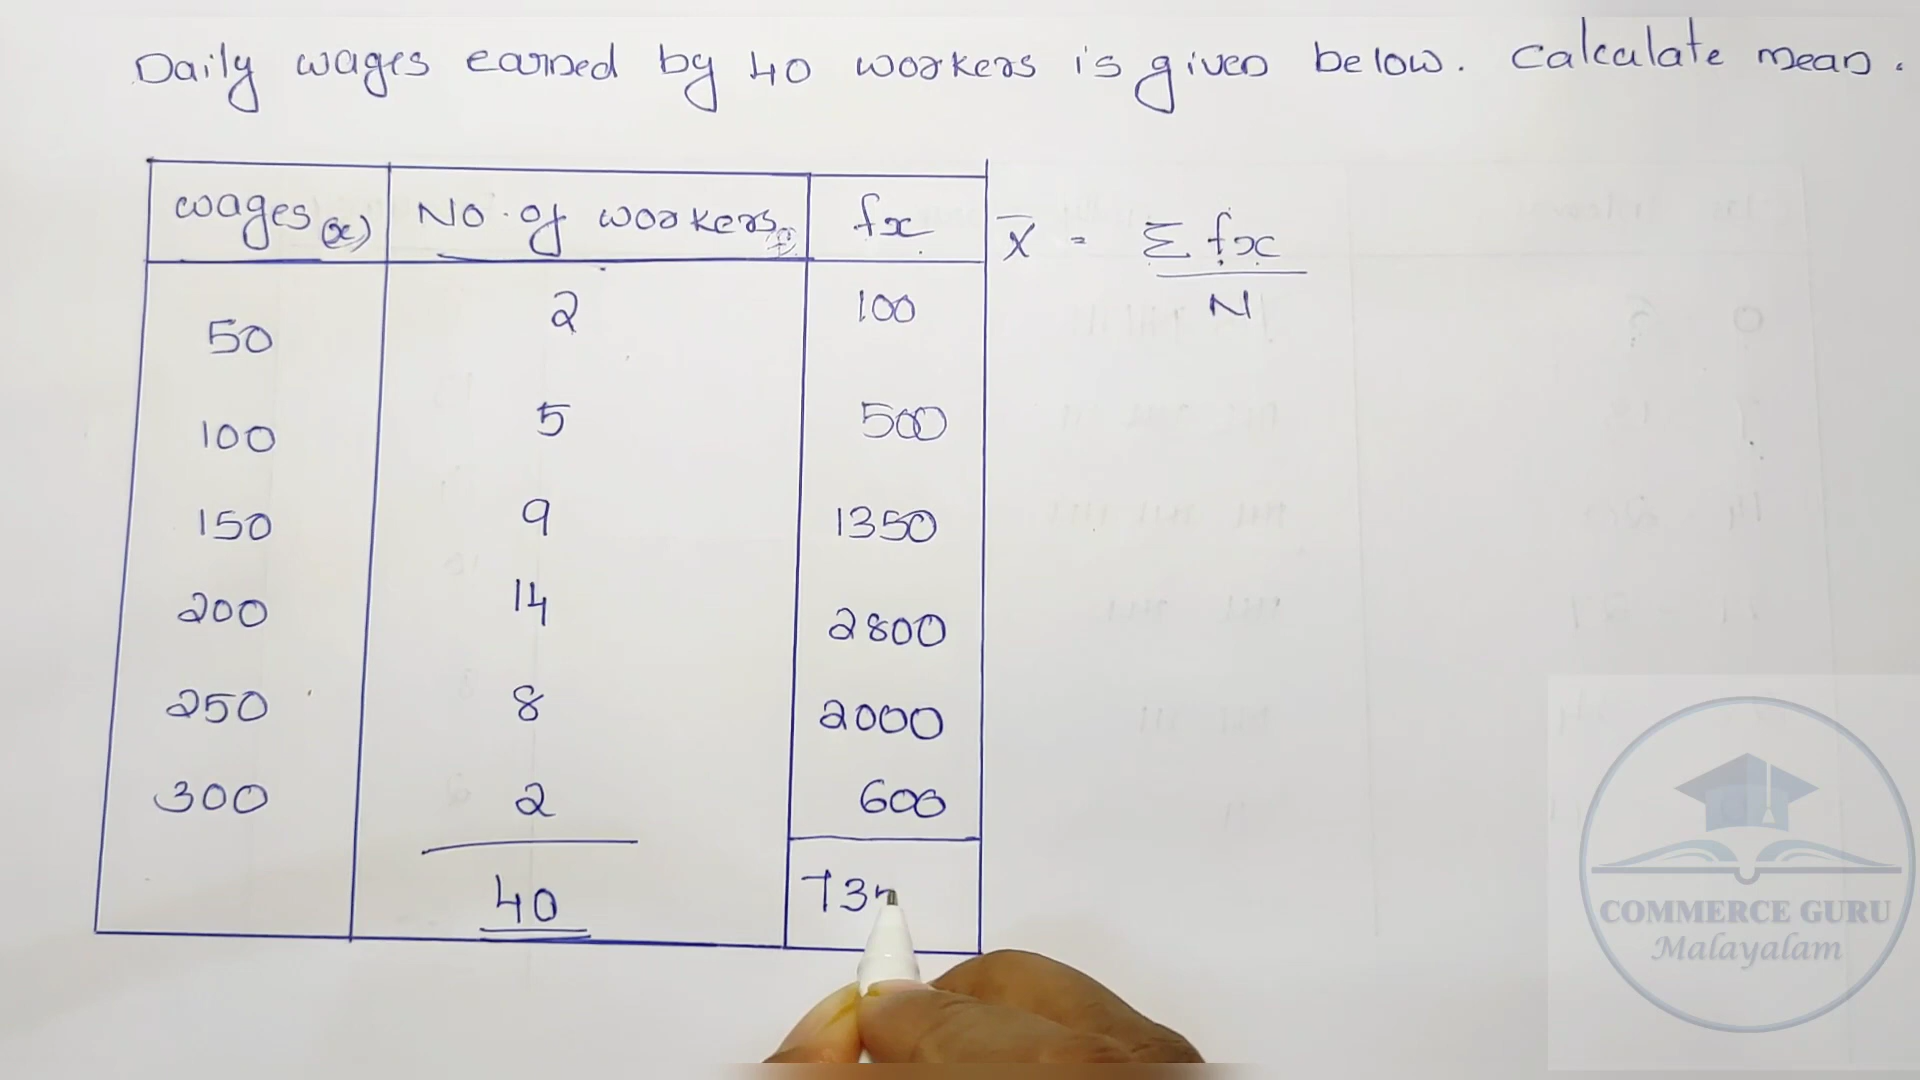 Daily wages earned by 40 workers is given below. Calculate mean.
wages (x) No. of workers (f) fx
x̄ = Σfx
N
50 2 100
100 5 500
150 9 1350
200 14 2800
250 8 2000
300 2 600
40 73
COMMERCE GURU
Malayalam